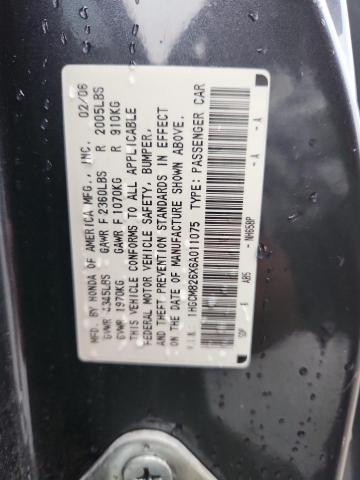 MFD. BY HONDA OF AMERICA MFG., INC. 02/06
GVWR 4345LBS GAWR F 2360LBS R 2005LBS
GVWR 1970KG GAWR F 1070KG R 910KG
THIS VEHICLE CONFORMS TO ALL APPLICABLE
FEDERAL MOTOR VEHICLE SAFETY, BUMPER,
AND THEFT PREVENTION STANDARDS IN EFFECT
ON THE DATE OF MANUFACTURE SHOWN ABOVE.
V.I.N.: 1HGCM826X6A011075 TYPE: PASSENGER CAR
A85 NH658P A - A